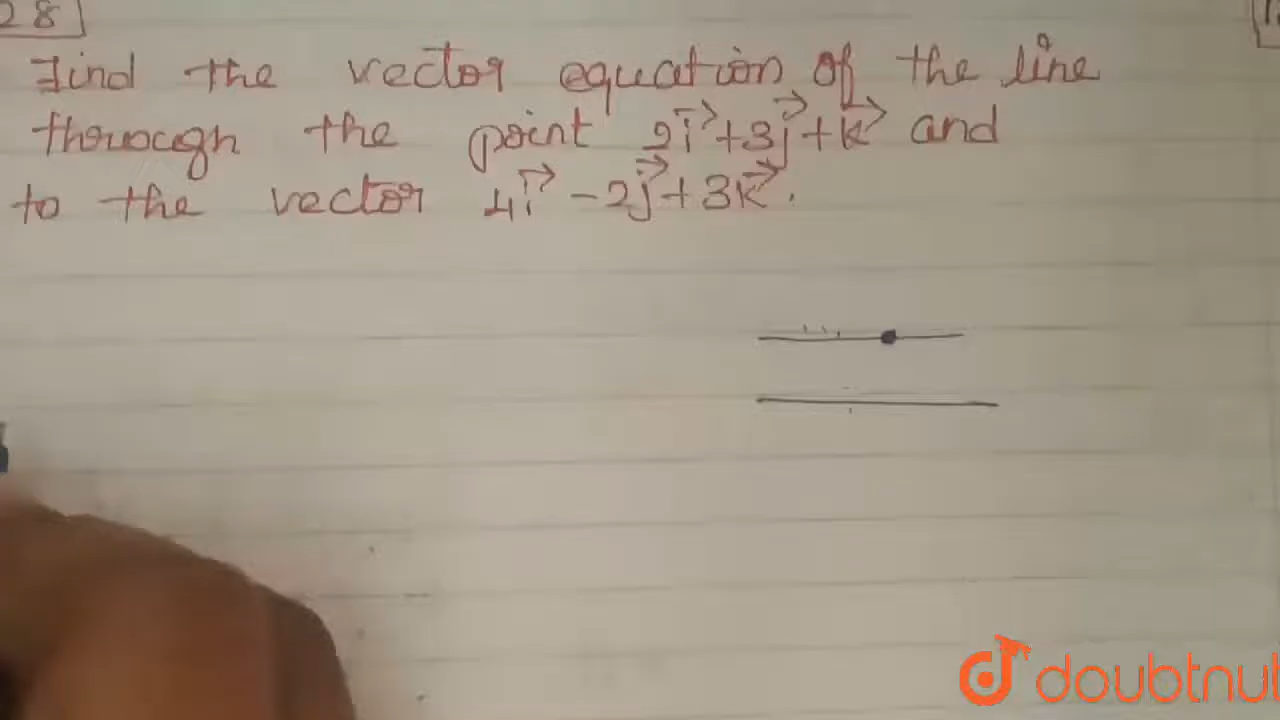 28
Find the vector equation of the line
through the point 2i⃗ + 3j⃗ + k⃗ and
to the vector 4i⃗ - 2j⃗ + 3k⃗.
doubtnut